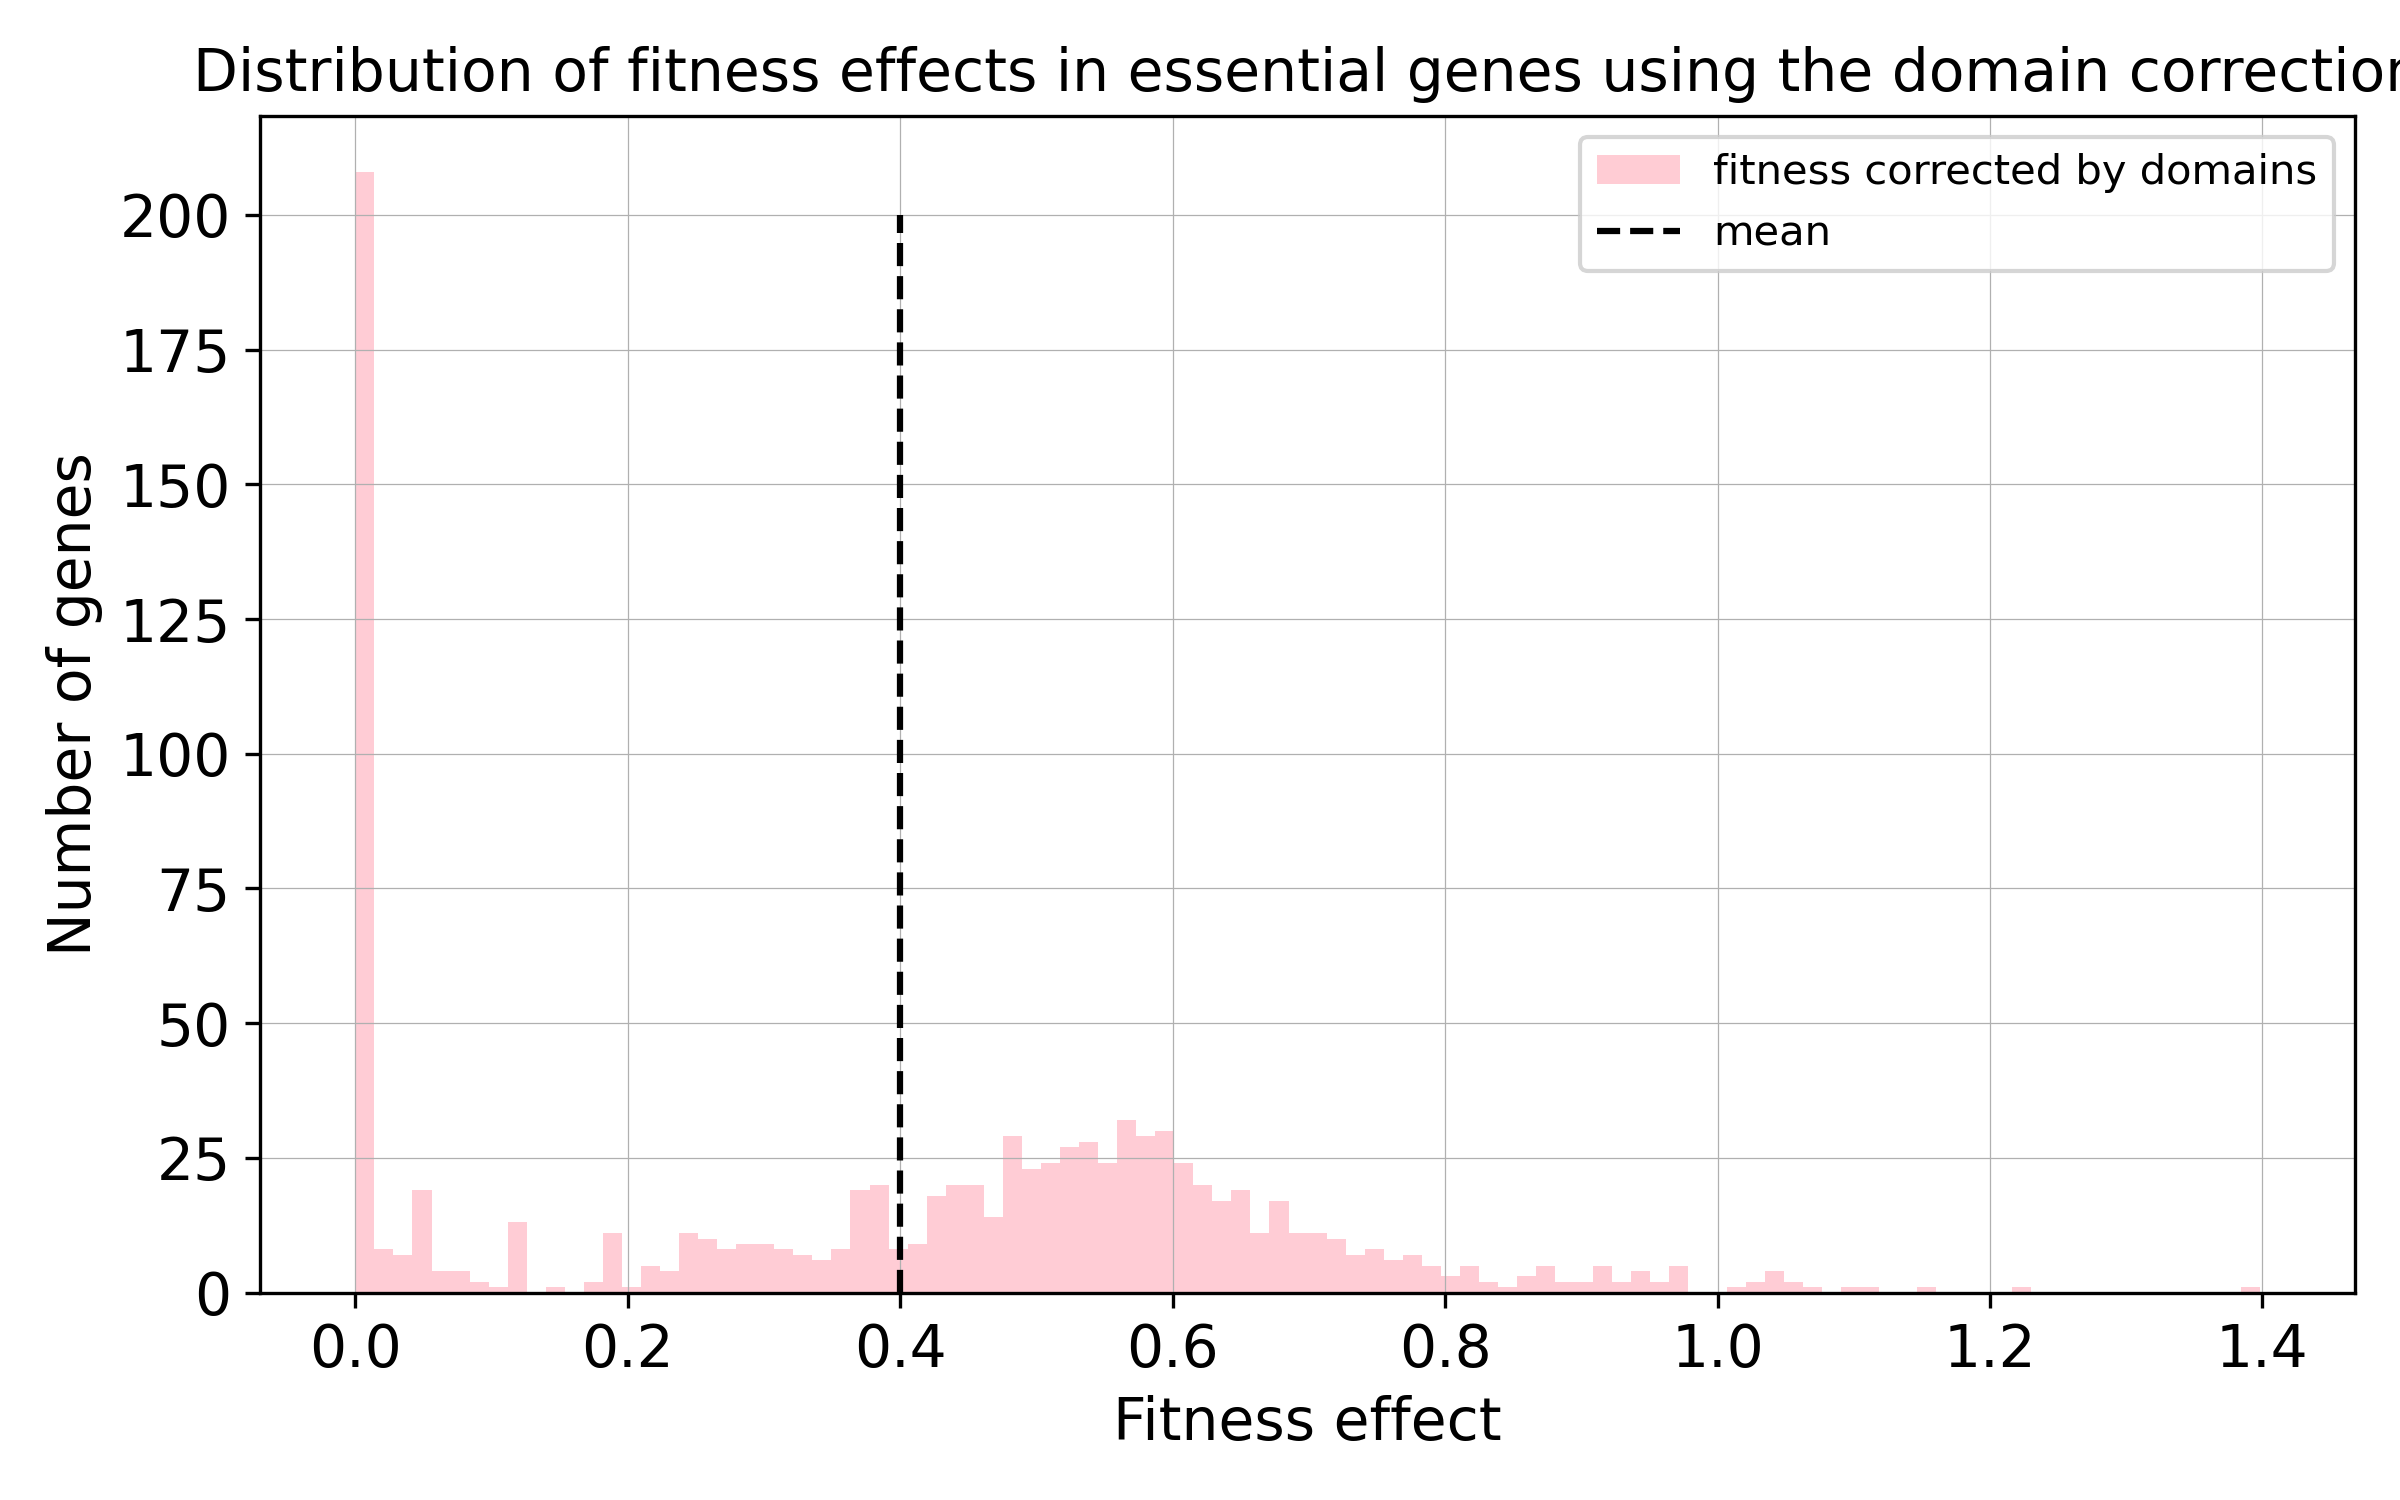 Distribution of fitness effects in essential genes using the domain correction
fitness corrected by domains
mean
Number of genes
200
175
150
125
100
75
50
25
0
0.0 0.2 0.4 0.6 0.8 1.0 1.2 1.4
Fitness effect